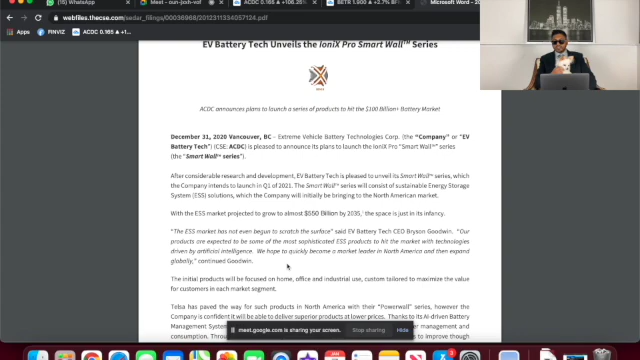 WhatsApp
Meet – oun-jixh-vof
ACDC 0.165 ▲ +106.25%
BETR 1.900 ▲ +2.7% BF
Microsoft Word
webfiles.thecse.com/sedar_filings/00036968/2012311334057124.pdf
YouTube
FINVIZ
ACDC 0.165 ▲ +10...
EV Battery Tech Unveils the IoniX Pro Smart Wall™ Series
ACDC announces plans to launch a series of products to hit the $100 Billion+ Battery Market
December 31, 2020 Vancouver, BC – Extreme Vehicle Battery Technologies Corp. (the "Company" or "EV
Battery Tech") (CSE: ACDC) is pleased to announce its plans to launch the IoniX Pro "Smart Wall™" series
(the "Smart Wall™ series").
After considerable research and development, EV Battery Tech is pleased to unveil its Smart Wall™ series, which
the Company intends to launch in Q1 of 2021. The Smart Wall™ series will consist of sustainable Energy Storage
System (ESS) solutions, which the Company will initially be bringing to the North American market.
With the ESS market projected to grow to almost $550 Billion by 2035, the space is just in its infancy.
"The ESS market has not even begun to scratch the surface" said EV Battery Tech CEO Bryson Goodwin. "Our
products are expected to be some of the most sophisticated ESS products to hit the market with technologies
driven by artificial intelligence. We hope to quickly become a market leader in North America and then expand
globally," continued Goodwin.
The initial products will be focused on home, office and industrial use, custom tailored to maximize the value
for customers in each market segment.
Telsa has paved the way for such products in North America with their "Powerwall" series, however the
Company is confident it will be able to deliver superior products at lower prices. Thanks to its AI driven Battery
Management System
er management and
consumption. Throu
s to improve though
meet.google.com is sharing your screen.
Stop sharing
Hide